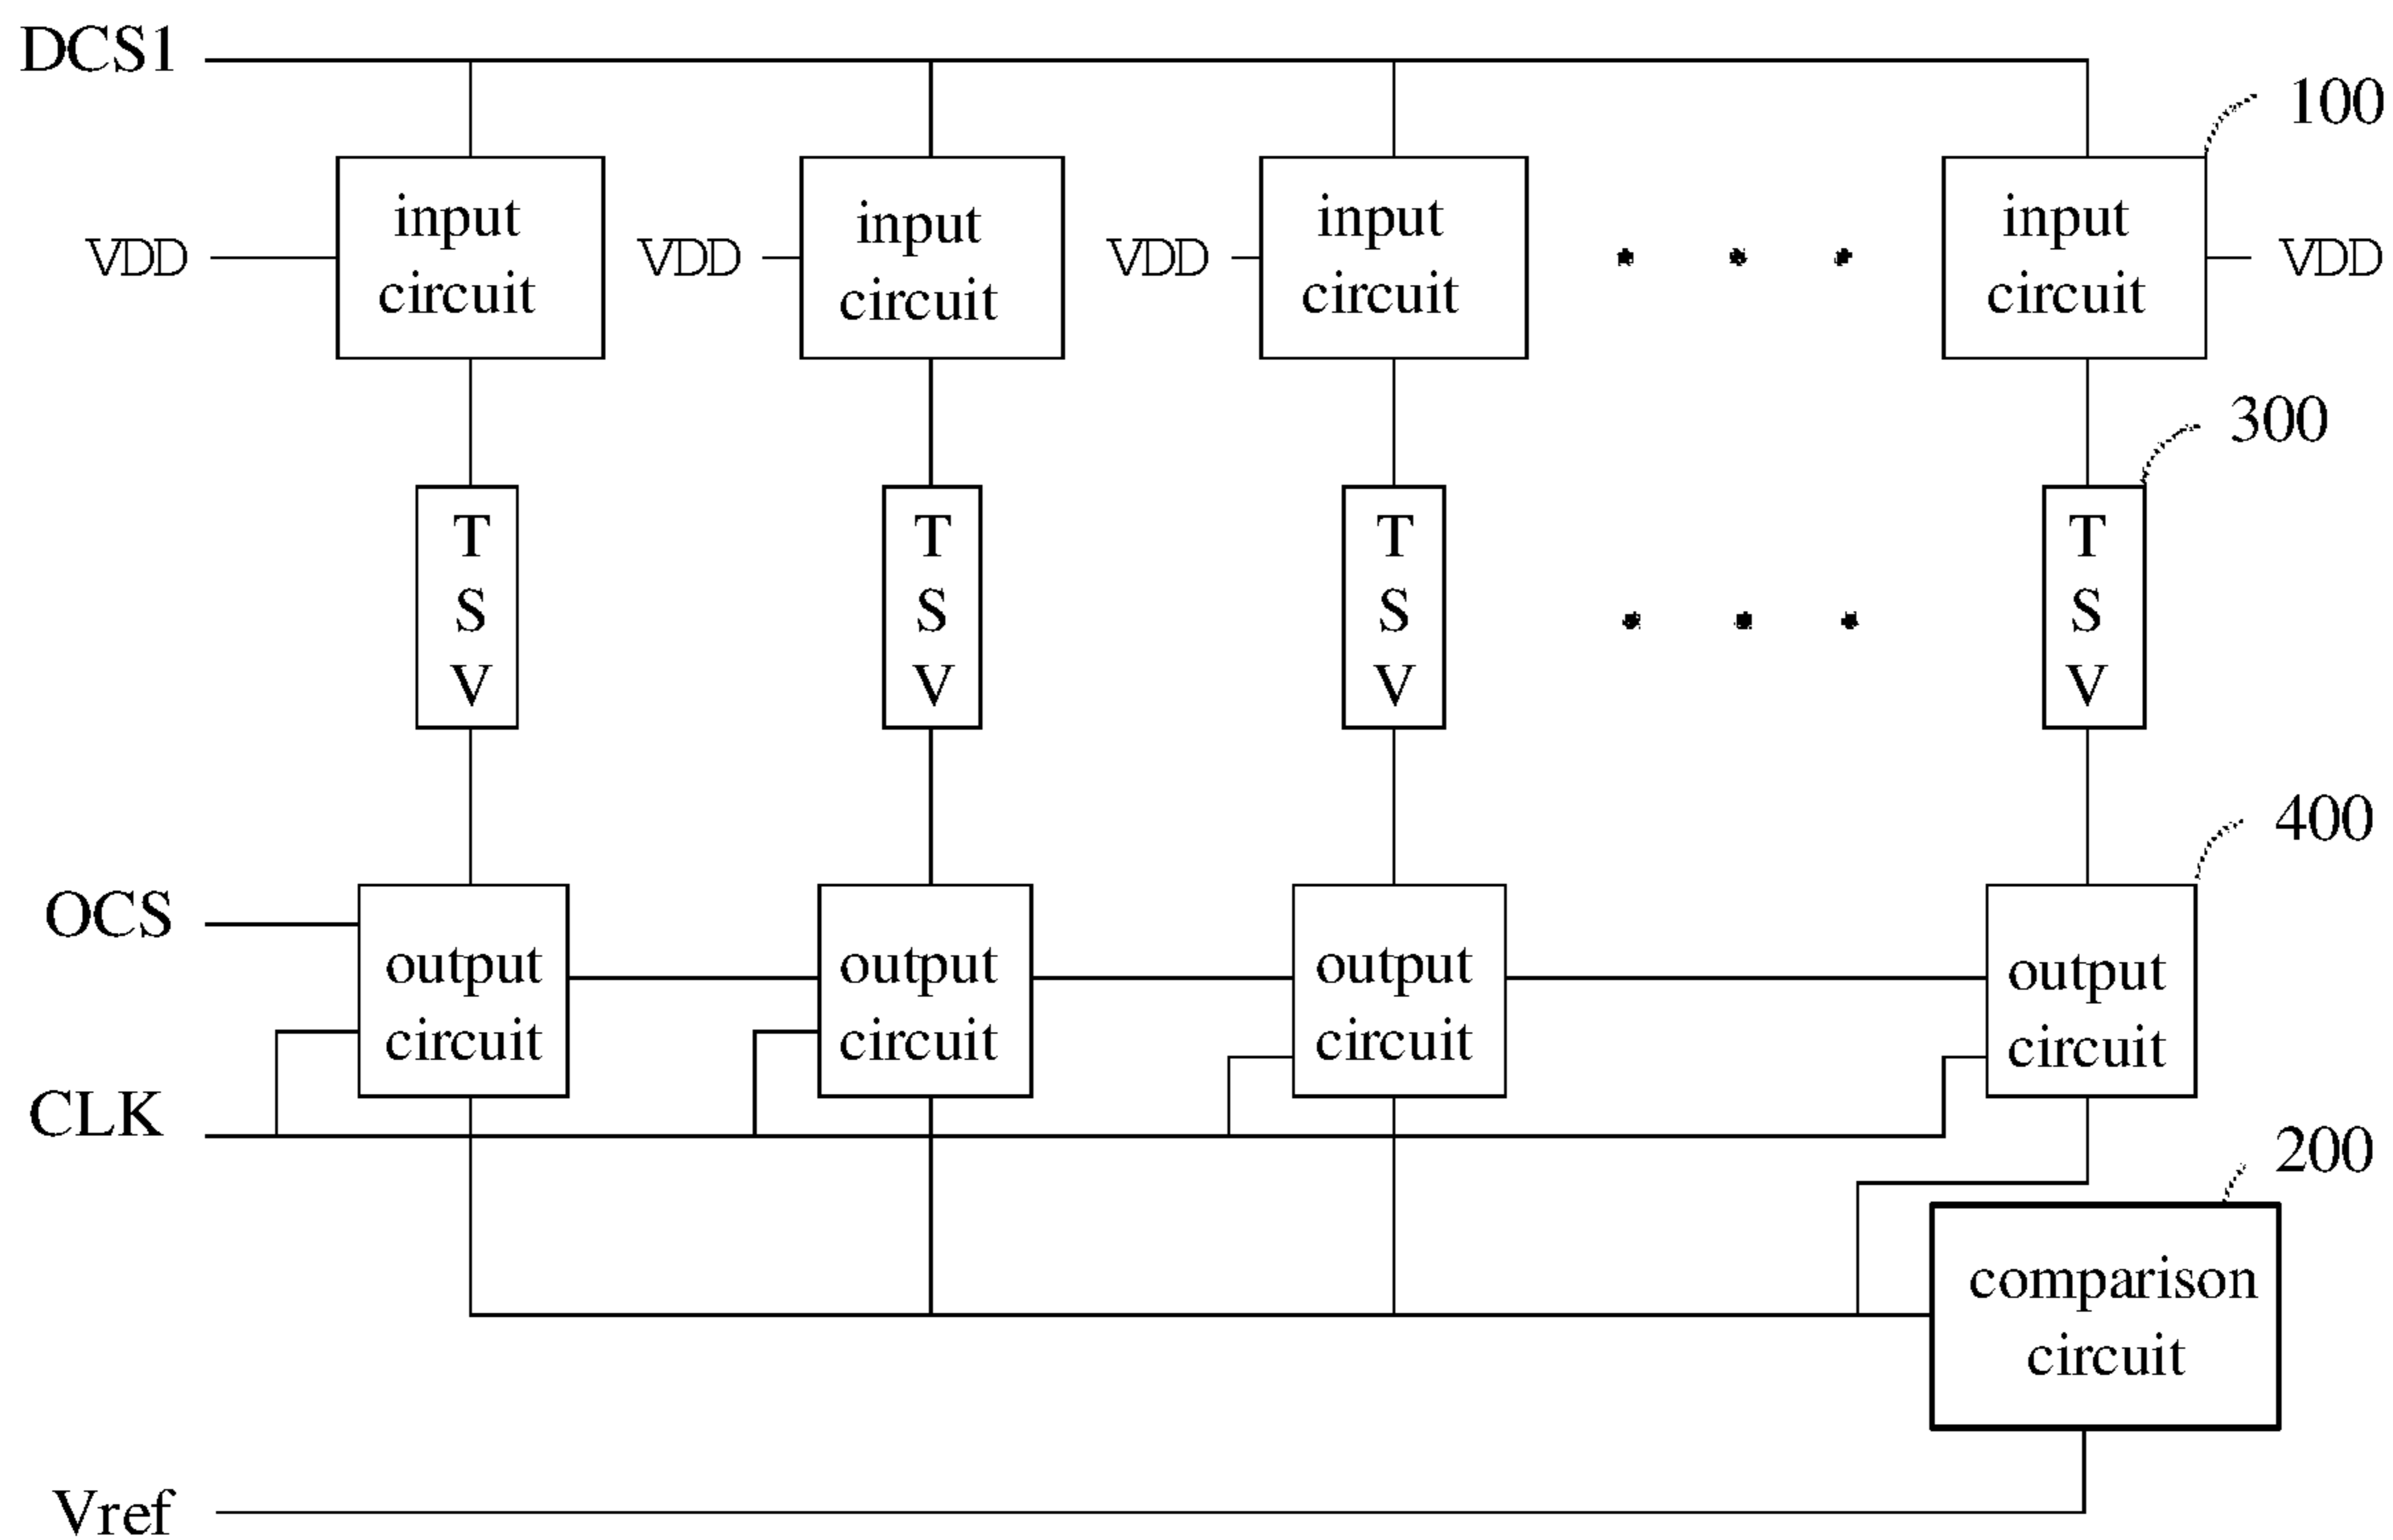 DCS1
100
input
circuit
input
circuit
input
circuit
input
circuit
VDD
VDD
VDD
VDD
300
T
S
V
T
S
V
T
S
V
T
S
V
400
OCS
output
circuit
output
circuit
output
circuit
output
circuit
CLK
200
comparison
circuit
Vref